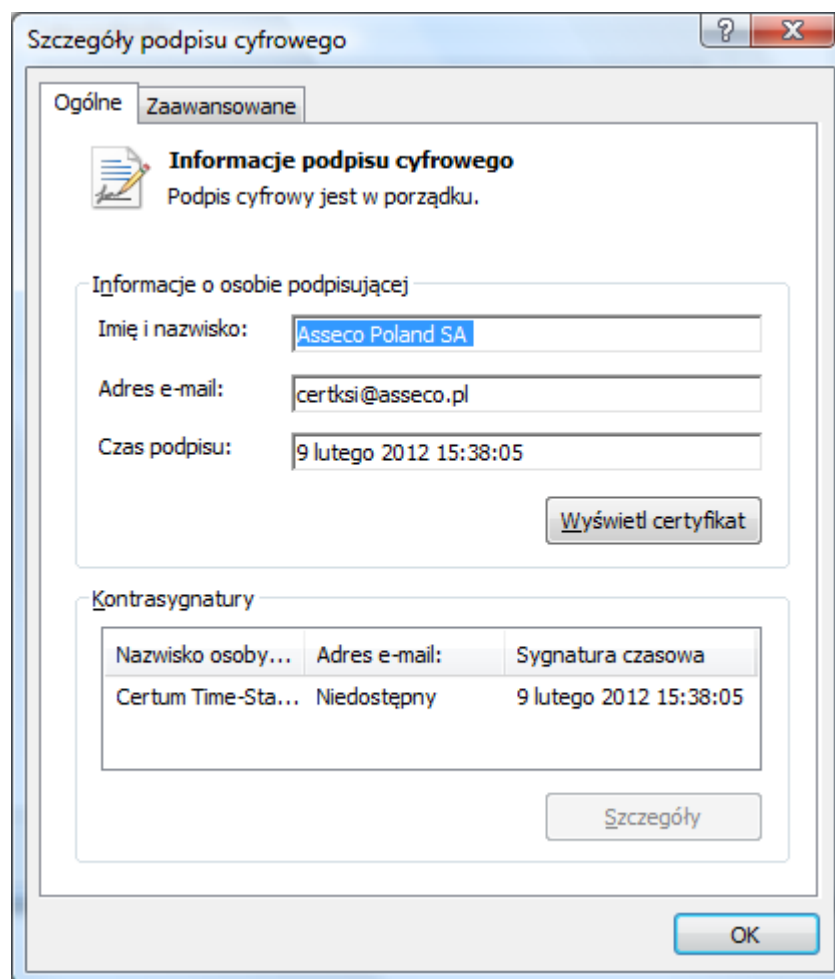 Szczegóły podpisu cyfrowego
Ogólne Zaawansowane
Informacje podpisu cyfrowego
Podpis cyfrowy jest w porządku.
Informacje o osobie podpisującej
Imię i nazwisko: Asseco Poland SA
Adres e-mail: certksi@asseco.pl
Czas podpisu: 9 lutego 2012 15:38:05
Wyświetl certyfikat
Kontrasygnatury
Nazwisko osoby... Adres e-mail: Sygnatura czasowa
Certum Time-Sta... Niedostępny 9 lutego 2012 15:38:05
Szczegóły
OK